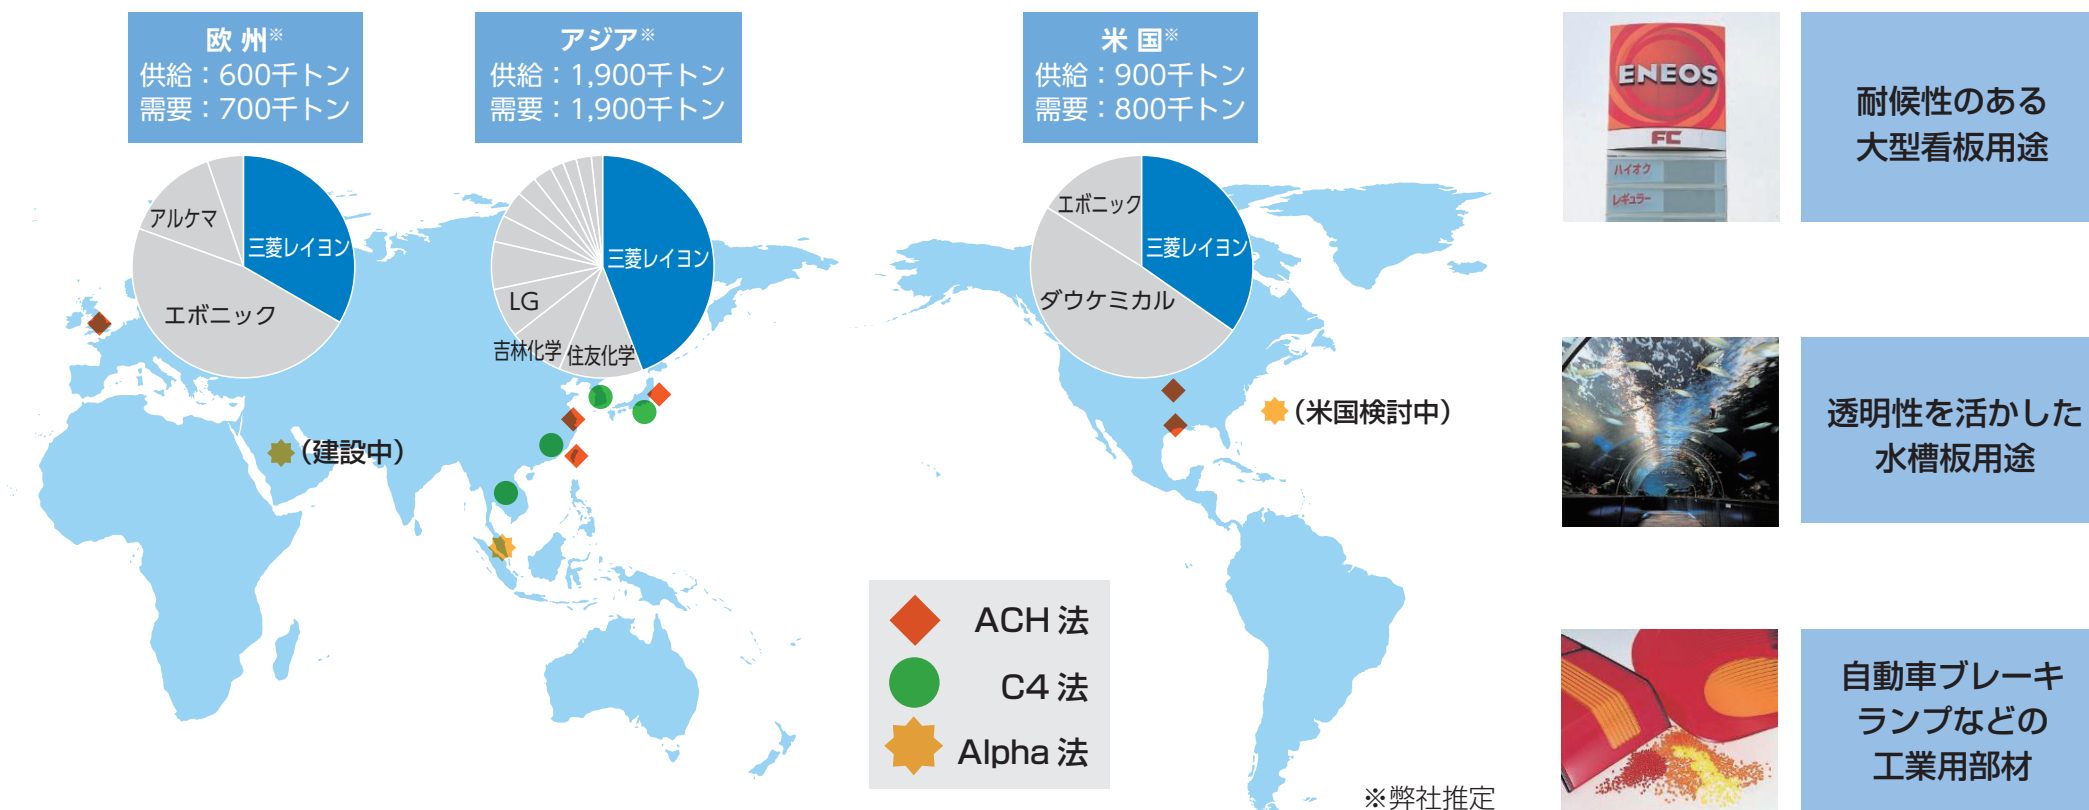 欧 州※
供給：600千トン
需要：700千トン
アジア※
供給：1,900千トン
需要：1,900千トン
米 国※
供給：900千トン
需要：800千トン
アルケマ
三菱レイヨン
エボニック
三菱レイヨン
LG
吉林化学
住友化学
エボニック
三菱レイヨン
ダウケミカル
（建設中）
（米国検討中）
ACH 法
C4 法
Alpha 法
※弊社推定
ENEOS
FC
ハイオク
レギュラー
耐候性のある
大型看板用途
透明性を活かした
水槽板用途
自動車ブレーキ
ランプなどの
工業用部材